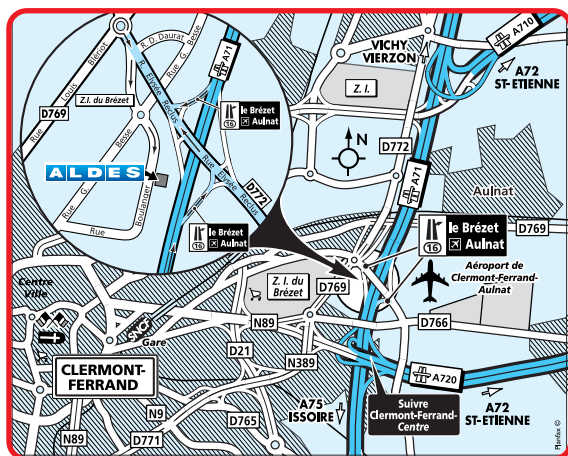 R. D. Daurat
Rue G. Besse
Rue Louis Blériot
R. Elisée Reclus
Z.I. du Brézet
D769
Rue G. Besse
ALDES
Boulanger
Rue
A71
16
le Brézet
Aulnat
Rue Elisée Reclus
D772
16
le Brézet
Aulnat
VICHY
VIERZON
A710
A72
ST-ETIENNE
Z. I.
N
D772
A71
Aulnat
16
le Brézet
Aulnat
D769
Aéroport de
Clermont-Ferrand-
Aulnat
Z. I. du
Brézet
D769
N89
D766
Centre
Ville
SNCF
Gare
CLERMONT-
FERRAND
D21
N389
A720
A75
ISSOIRE
Suivre
Clermont-Ferrand-
Centre
A72
ST-ETIENNE
N9
D765
N89
D771
Planfax ©